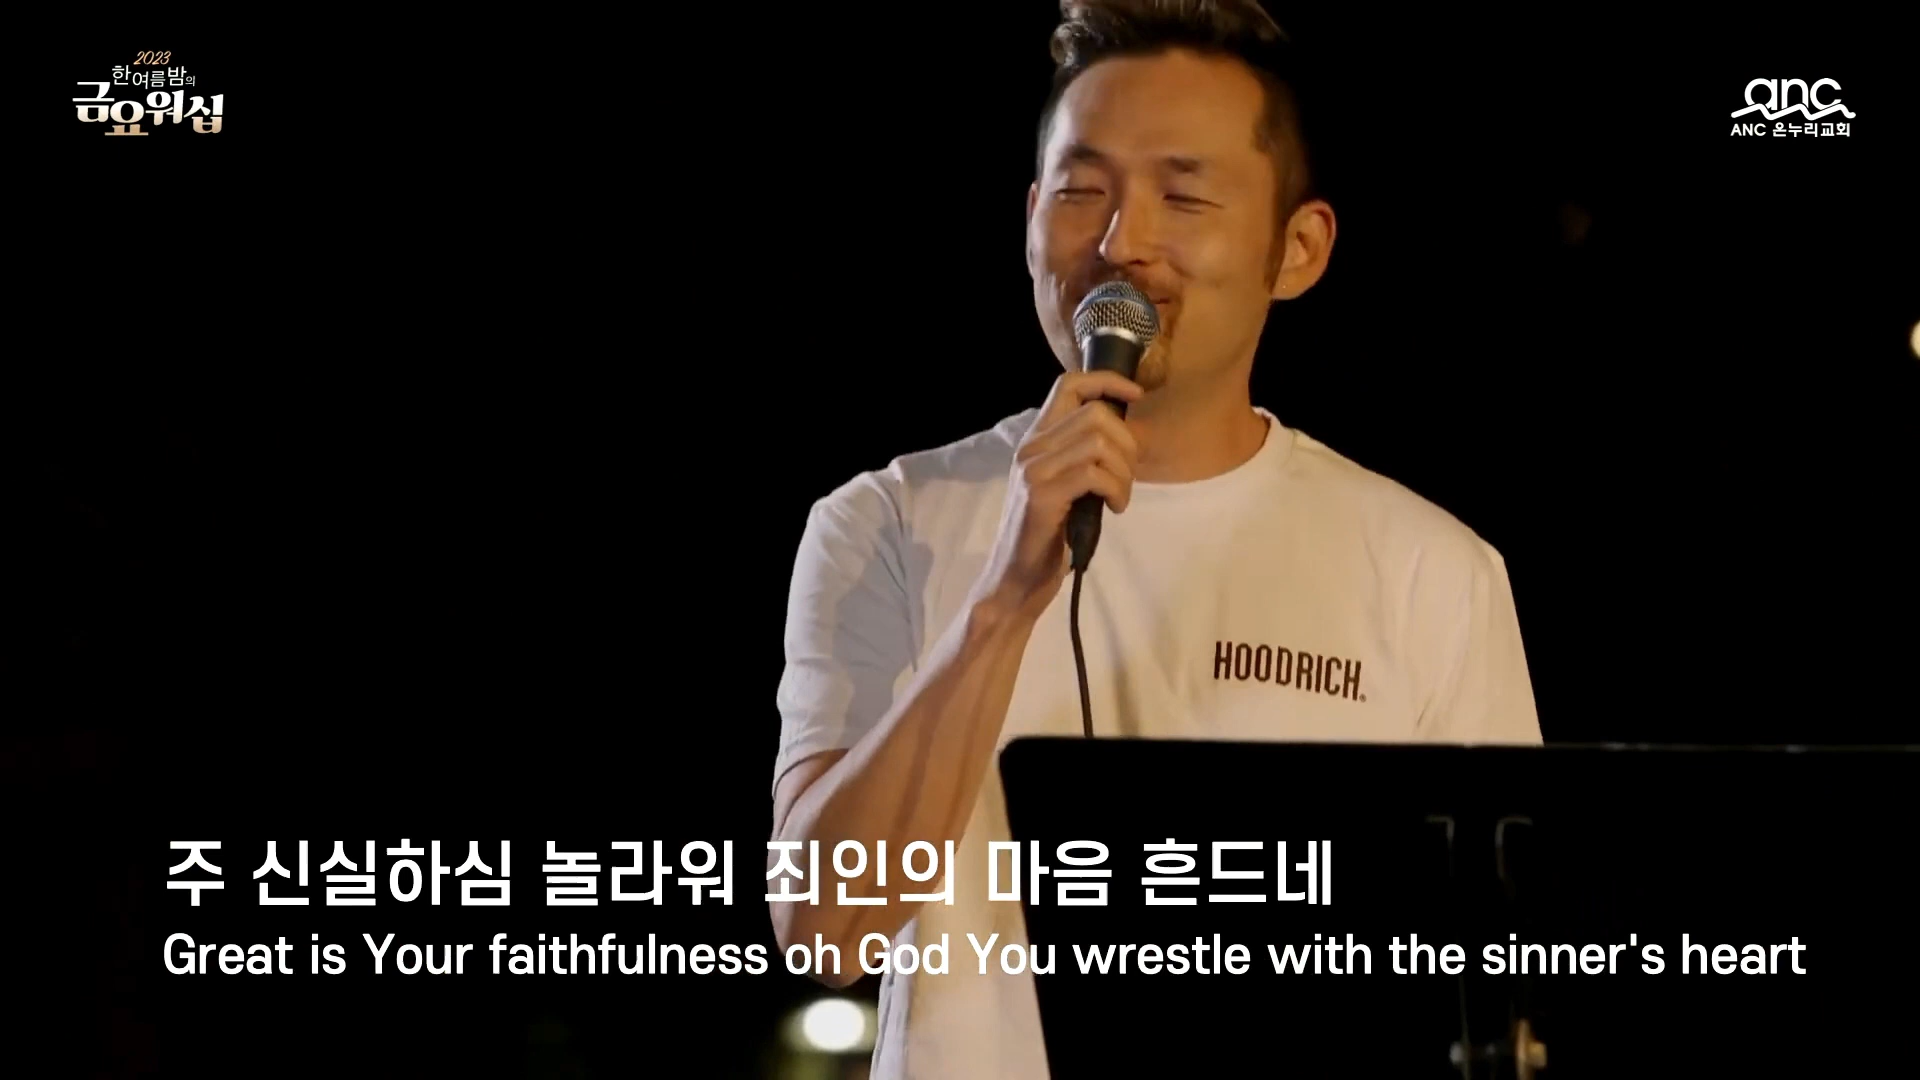 2023
한여름밤의
금요워십
anc
ANC 온누리교회
HOODRICH.
주 신실하심 놀라워 죄인의 마음 흔드네
Great is Your faithfulness oh God You wrestle with the sinner's heart